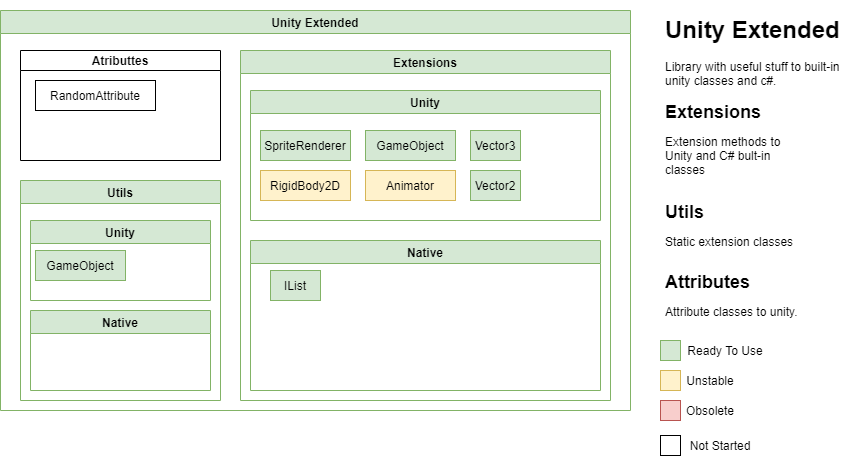 Unity Extended
Atributtes
RandomAttribute
Utils
Unity
GameObject
Native
Extensions
Unity
SpriteRenderer
GameObject
Vector3
RigidBody2D
Animator
Vector2
Native
IList
Unity Extended
Library with useful stuff to built-in
unity classes and c#.
Extensions
Extension methods to
Unity and C# bult-in
classes
Utils
Static extension classes
Attributes
Attribute classes to unity.
Ready To Use
Unstable
Obsolete
Not Started